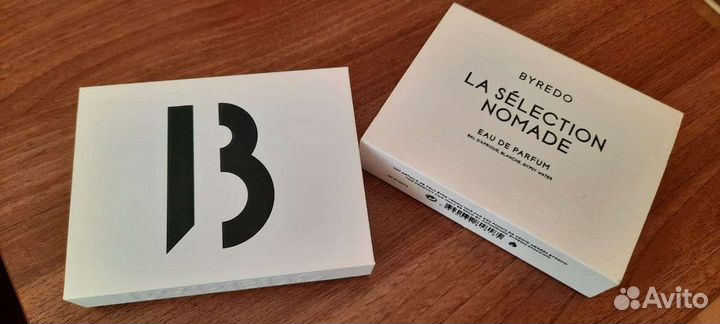 B
BYREDO
LA SÉLECTION
NOMADE
EAU DE PARFUM
BAL D'AFRIQUE, BLANCHE, GYPSY WATER
Avito